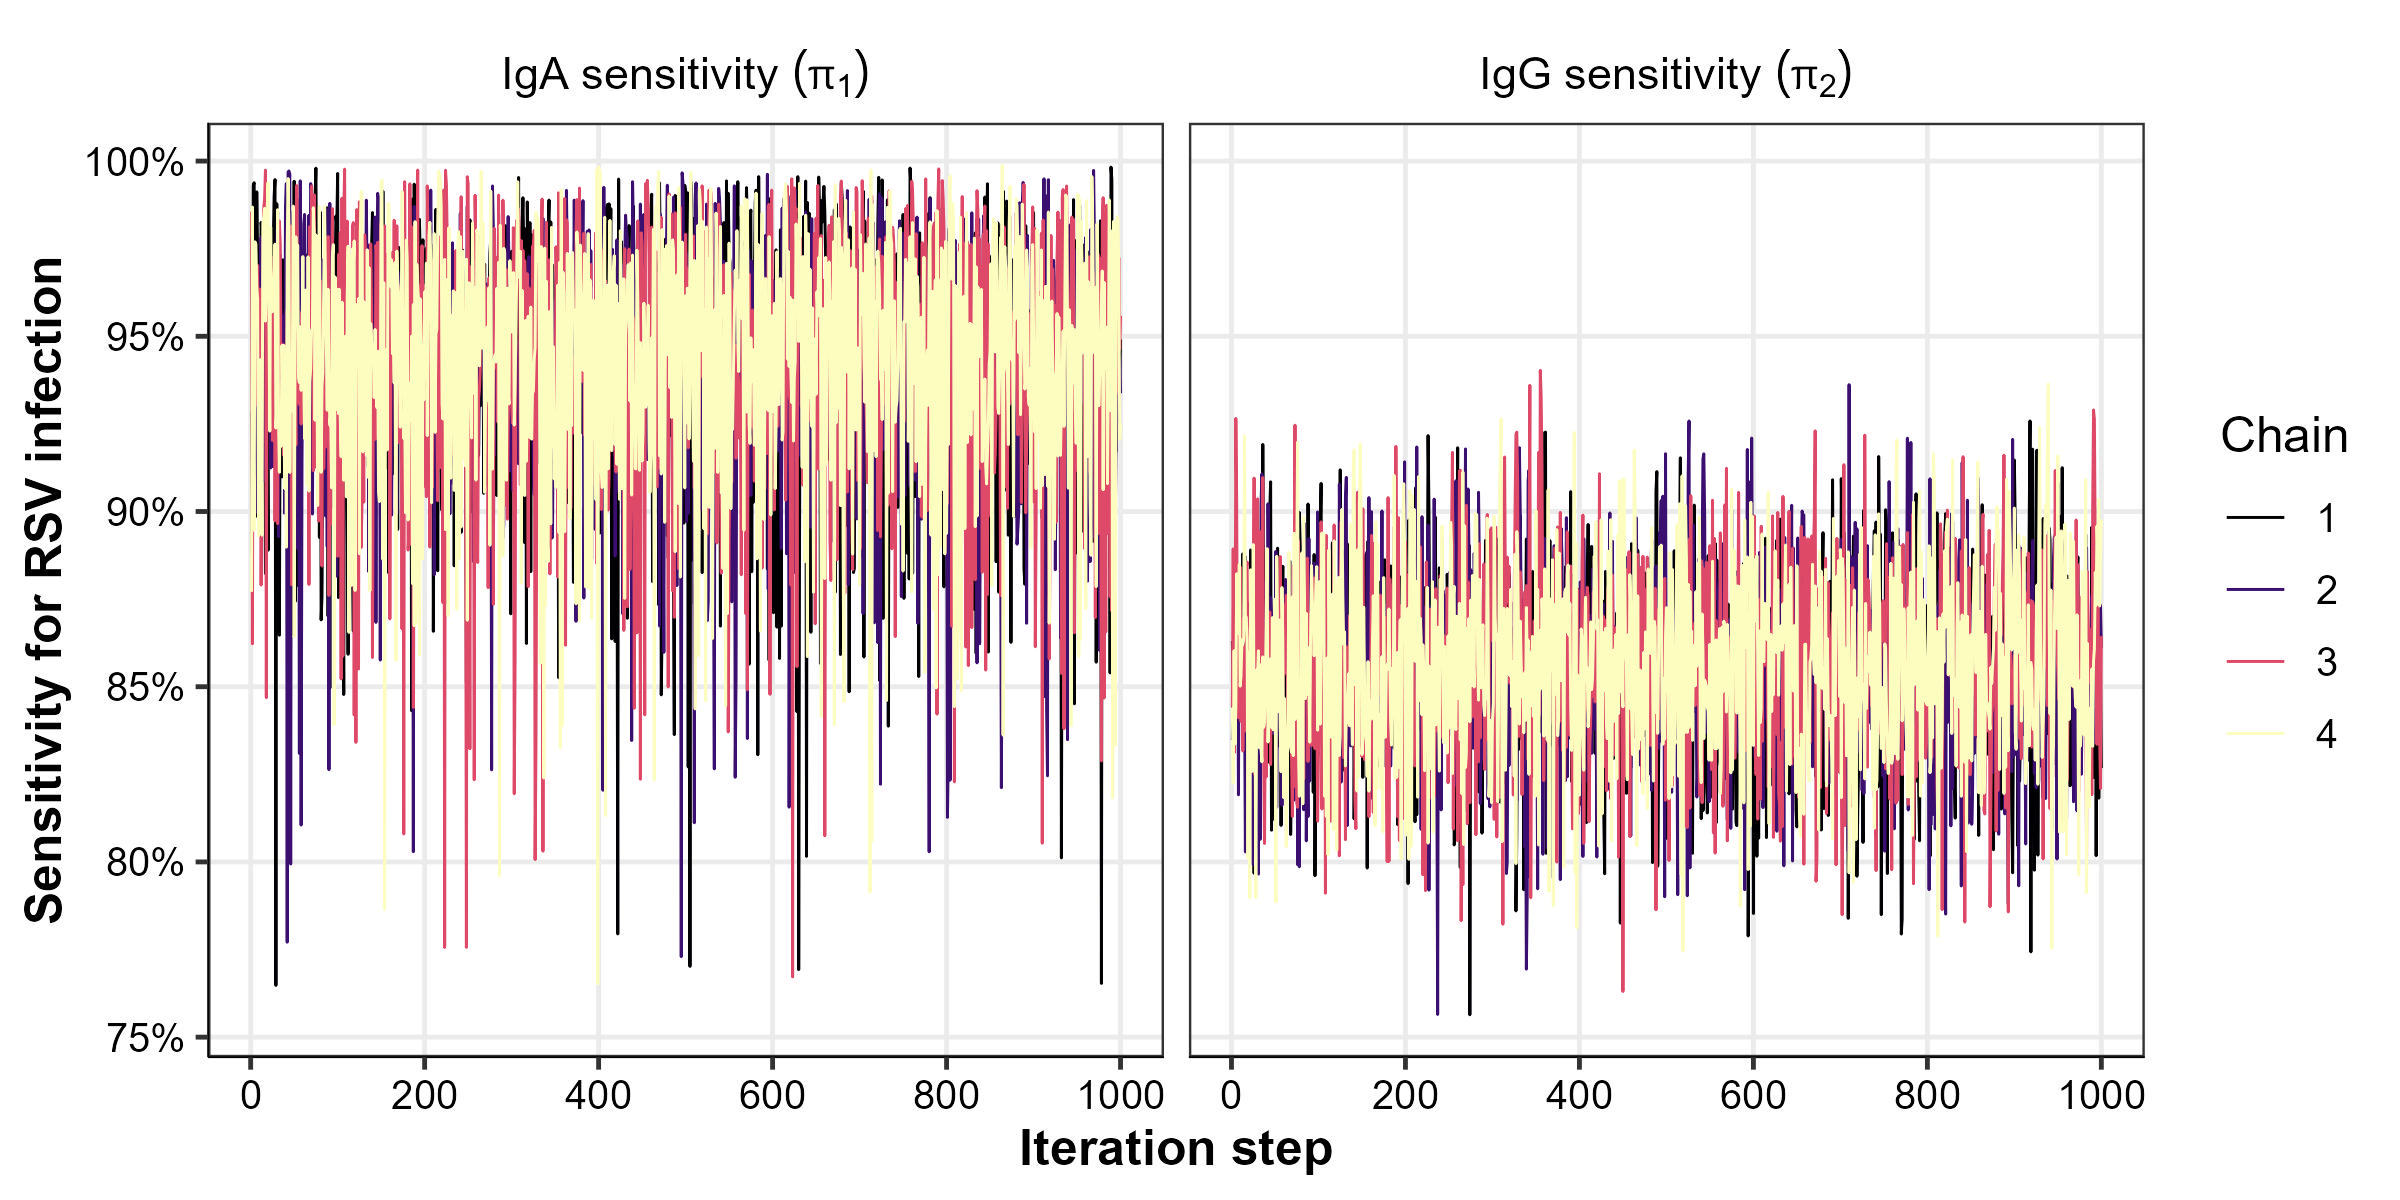 IgA sensitivity (π₁)
IgG sensitivity (π₂)
Sensitivity for RSV infection
100%
95%
90%
85%
80%
75%
0 200 400 600 800 1000
0 200 400 600 800 1000
Iteration step
Chain
1
2
3
4